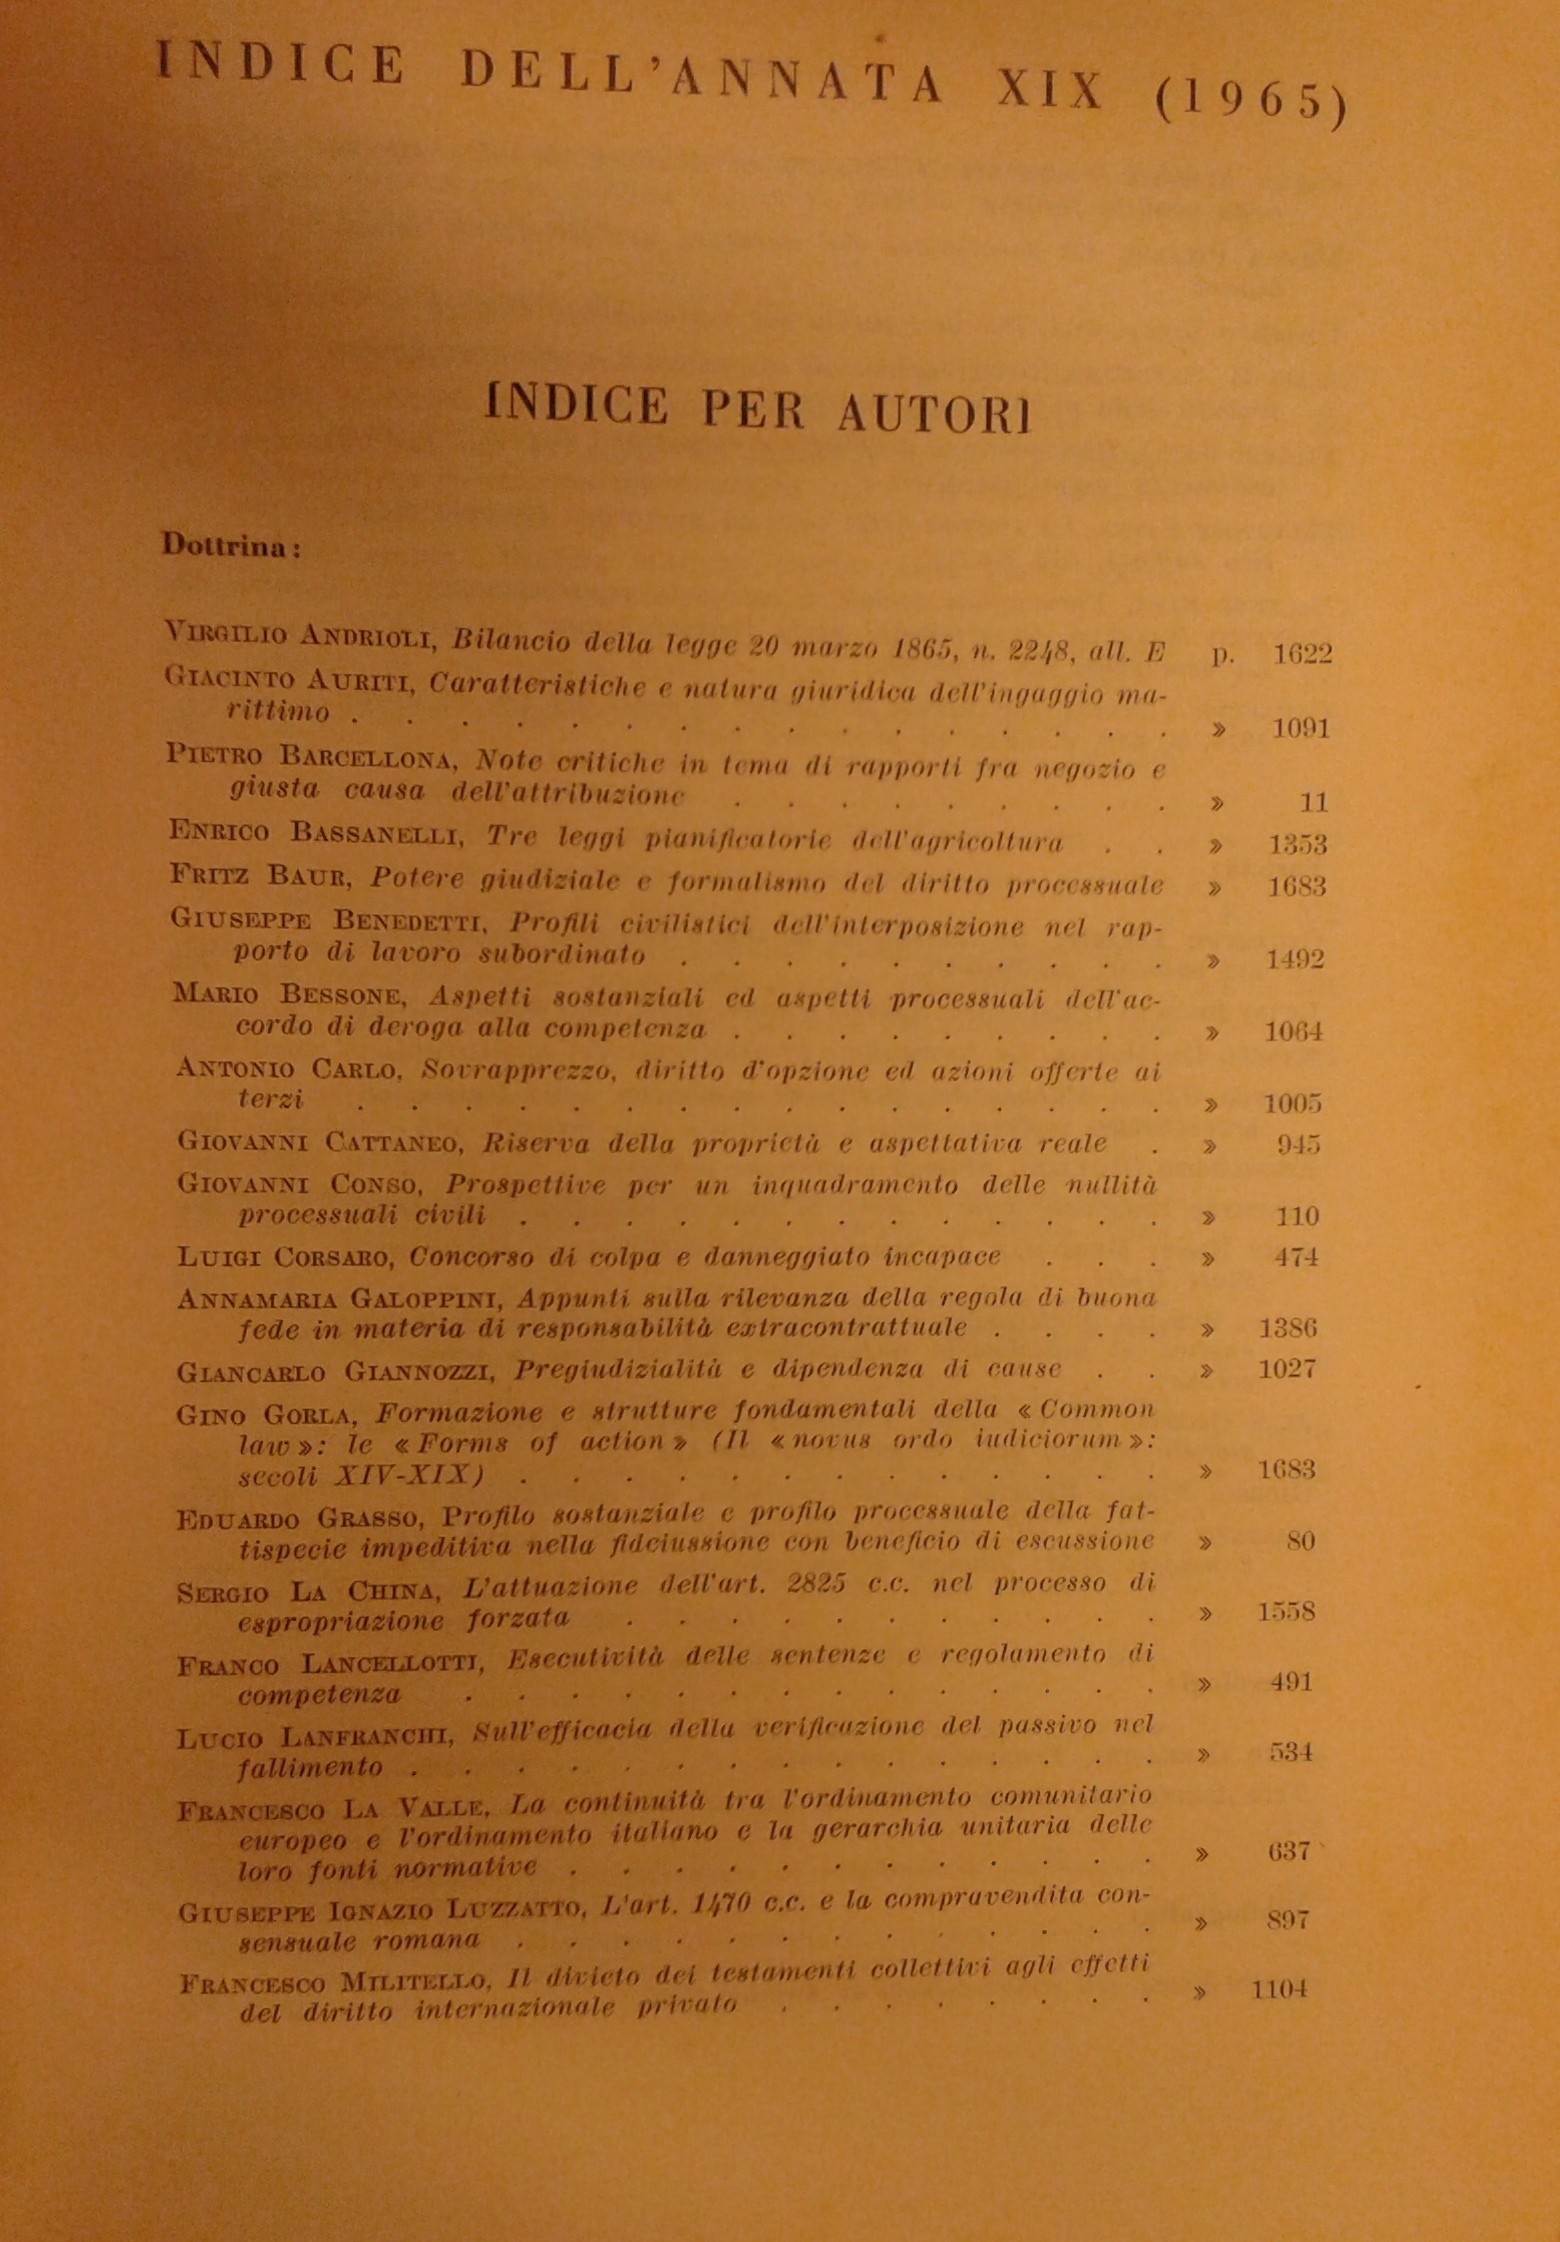 INDICE DELL'ANNATA XIX (1965)
INDICE PER AUTORI
Dottrina:
VIRGILIO ANDRIOLI, Bilancio della legge 20 marzo 1865, n. 2248, all. E p. 1622
GIACINTO AURITI, Caratteristiche e natura giuridica dell'ingaggio ma-
rittimo . . . . . . . . . . . . . . . . » 1091
PIETRO BARCELLONA, Note critiche in tema di rapporti fra negozio e
giusta causa dell'attribuzione . . . . . . . . . » 11
ENRICO BASSANELLI, Tre leggi pianificatorie dell'agricoltura . . » 1353
FRITZ BAUR, Potere giudiziale e formalismo del diritto processuale » 1683
GIUSEPPE BENEDETTI, Profili civilistici dell'interposizione nel rap-
porto di lavoro subordinato . . . . . . . . . . » 1492
MARIO BESSONE, Aspetti sostanziali ed aspetti processuali dell'ac-
cordo di deroga alla competenza . . . . . . . . . » 1064
ANTONIO CARLO, Sovrapprezzo, diritto d'opzione ed azioni offerte ai
terzi . . . . . . . . . . . . . . . . » 1005
GIOVANNI CATTANEO, Riserva della proprietà e aspettativa reale . » 945
GIOVANNI CONSO, Prospettive per un inquadramento delle nullità
processuali civili . . . . . . . . . . . . . » 110
LUIGI CORSARO, Concorso di colpa e danneggiato incapace . . . » 474
ANNAMARIA GALOPPINI, Appunti sulla rilevanza della regola di buona
fede in materia di responsabilità extracontrattuale . . . . » 1386
GIANCARLO GIANNOZZI, Pregiudizialità e dipendenza di cause . . » 1027
GINO GORLA, Formazione e strutture fondamentali della « Common
law »: le « Forms of action » (Il « novus ordo iudiciorum »:
secoli XIV-XIX) . . . . . . . . . . . . . » 1683
EDUARDO GRASSO, Profilo sostanziale e profilo processuale della fat-
tispecie impeditiva nella fideiussione con beneficio di escussione » 80
SERGIO LA CHINA, L'attuazione dell'art. 2825 c.c. nel processo di
espropriazione forzata . . . . . . . . . . . » 1558
FRANCO LANCELLOTTI, Esecutività delle sentenze e regolamento di
competenza . . . . . . . . . . . . . . » 491
LUCIO LANFRANCHI, Sull'efficacia della verificazione del passivo nel
fallimento . . . . . . . . . . . . . . . » 534
FRANCESCO LA VALLE, La continuità tra l'ordinamento comunitario
europeo e l'ordinamento italiano e la gerarchia unitaria delle
loro fonti normative . . . . . . . . . . . . » 637
GIUSEPPE IGNAZIO LUZZATTO, L'art. 1470 c.c. e la compravendita con-
sensuale romana . . . . . . . . . . . . . » 897
FRANCESCO MILITELLO, Il divieto dei testamenti collettivi agli effetti
del diritto internazionale privato . . . . . . . . » 1104